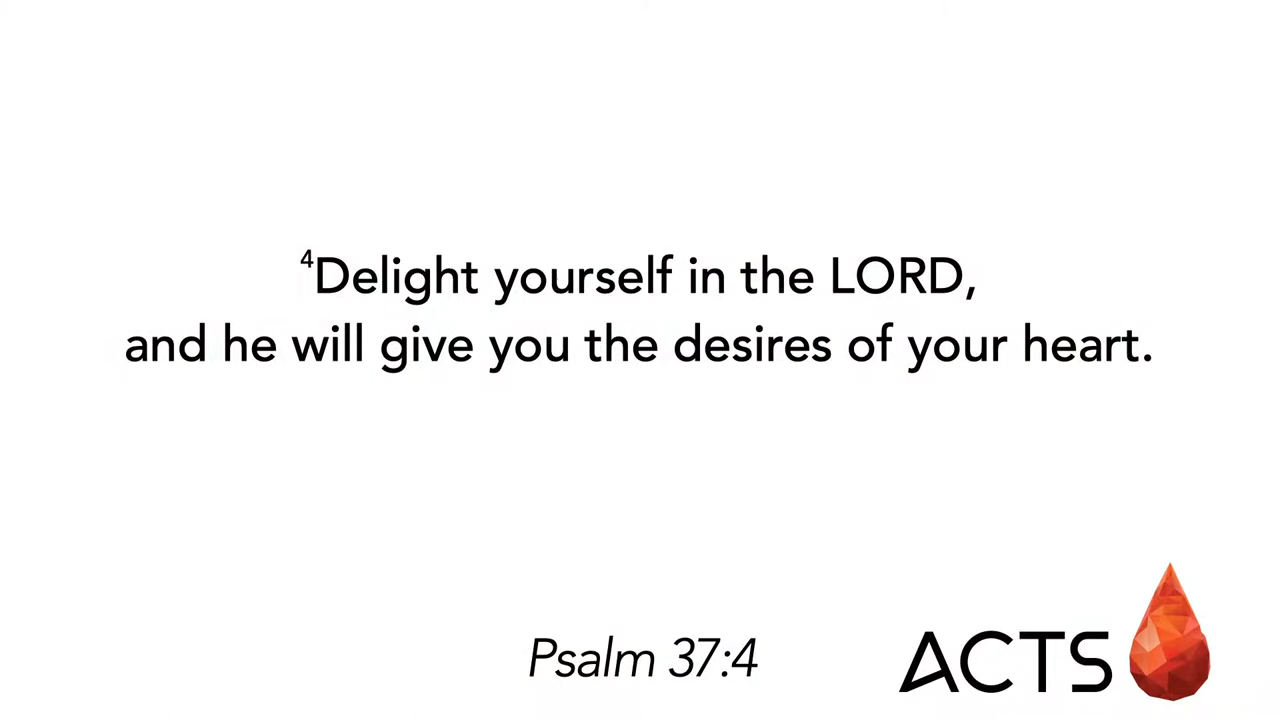 ⁴Delight yourself in the LORD,
and he will give you the desires of your heart.
Psalm 37:4
ACTS